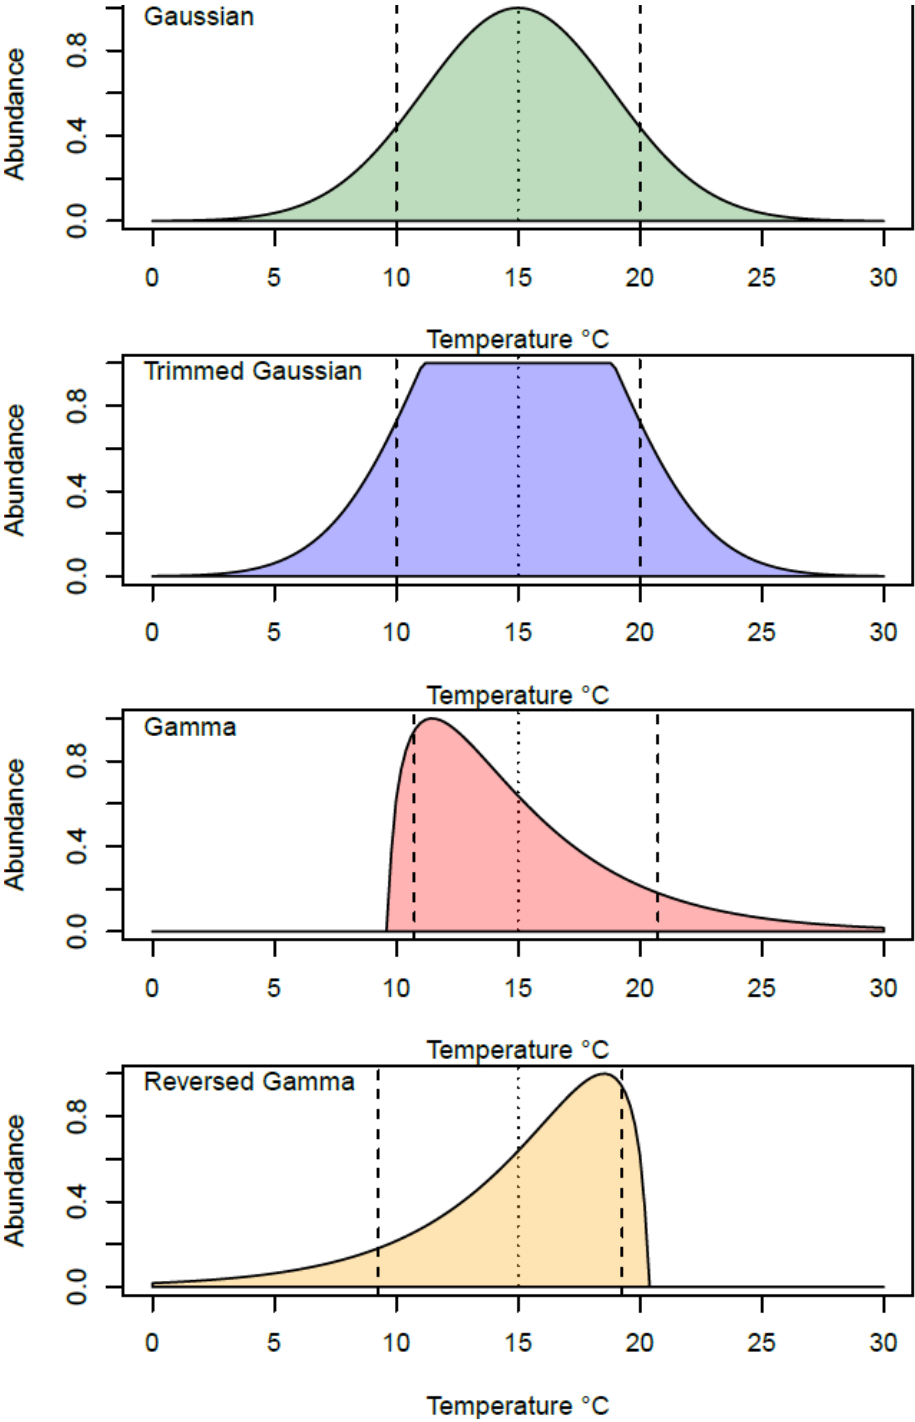 Gaussian
Abundance
0.8
0.4
0.0
0 5 10 15 20 25 30
Temperature °C
Trimmed Gaussian
Abundance
0.8
0.4
0.0
0 5 10 15 20 25 30
Temperature °C
Gamma
Abundance
0.8
0.4
0.0
0 5 10 15 20 25 30
Temperature °C
Reversed Gamma
Abundance
0.8
0.4
0.0
0 5 10 15 20 25 30
Temperature °C